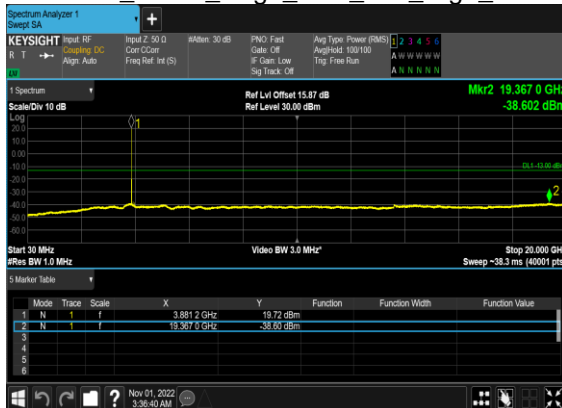 Spectrum Analyzer 1
Swept SA
+
KEYSIGHT Input: RF Input Z: 50 Ω #Atten: 30 dB PNO: Fast Avg Type: Power (RMS) 1 2 3 4 5 6
R T Coupling: DC Corr CCorr Gate: Off Avg|Hold: 100/100 A W W W W W
Align: Auto Freq Ref: Int (S) IF Gain: Low Trig: Free Run
Sig Track: Off A N N N N N
1 Spectrum Ref Lvl Offset 15.87 dB Mkr2 19.367 0 GHz
Scale/Div 10 dB Ref Level 30.00 dBm -38.602 dBm
Log
1
20.0
10.0
0.00
-10.0
DL1 -13.00 dBm
-20.0
-30.0
2
-40.0
-50.0
-60.0
Start 30 MHz Video BW 3.0 MHz* Stop 20.000 GHz
#Res BW 1.0 MHz Sweep ~38.3 ms (40001 pts)
5 Marker Table
Mode Trace Scale X Y Function Function Width Function Value
1 N 1 f 3.881 2 GHz 19.72 dBm
2 N 1 f 19.367 0 GHz -38.60 dBm
3
4
5
6
? Nov 01, 2022
3:36:40 AM